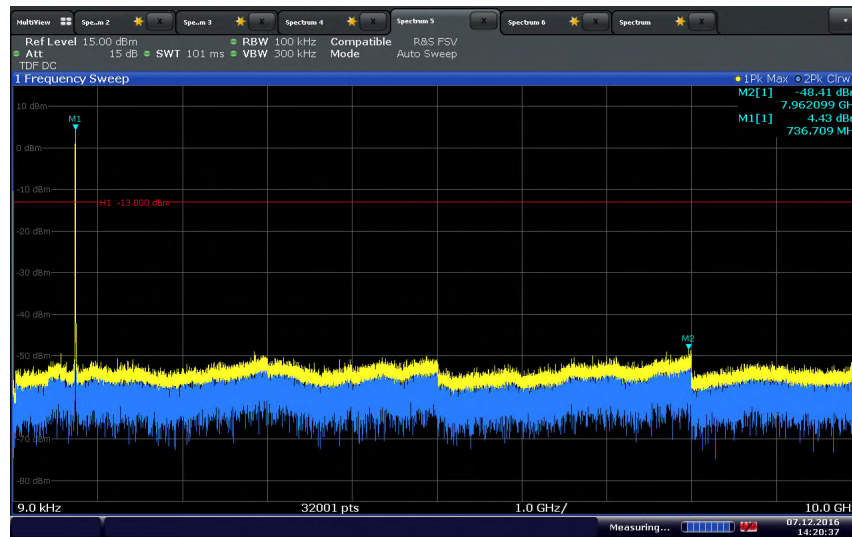 MultiView Spe..m 2 X Spe..m 3 X Spectrum 4 X Spectrum 5 X Spectrum 6 X Spectrum X
Ref Level 15.00 dBm RBW 100 kHz Compatible R&S FSV
Att 15 dB SWT 101 ms VBW 300 kHz Mode Auto Sweep
TDF DC
1 Frequency Sweep 1Pk Max 2Pk Clrw
M2[1] -48.41 dBm
7.962099 GH
M1[1] 4.43 dBm
736.709 MH
10 dBm
M1
0 dBm
-10 dBm
H1 -13.000 dBm
-20 dBm
-30 dBm
-40 dBm
M2
-50 dBm
-70 dBm
-80 dBm
9.0 kHz 32001 pts 1.0 GHz/ 10.0 GH
Measuring... 07.12.2016
14:20:37